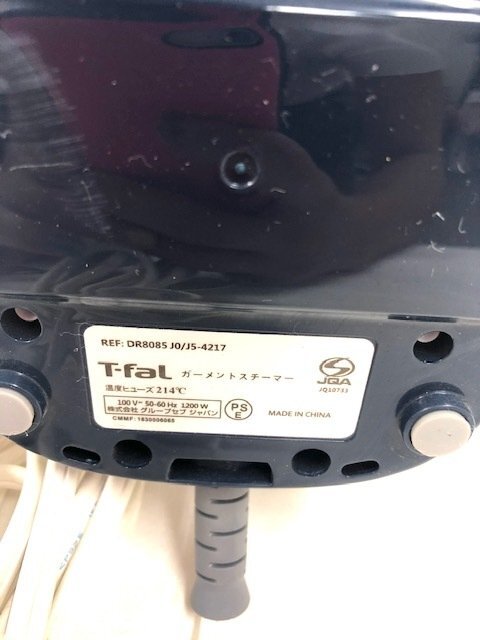 REF: DR8085 J0/J5-4217
T-fal ガーメントスチーマー
温度ヒューズ 214℃
100 V~ 50-60 Hz 1200 W
株式会社 グループセブ ジャパン
CMMF: 1830006065
PS
E
JQA
JQ10733
MADE IN CHINA